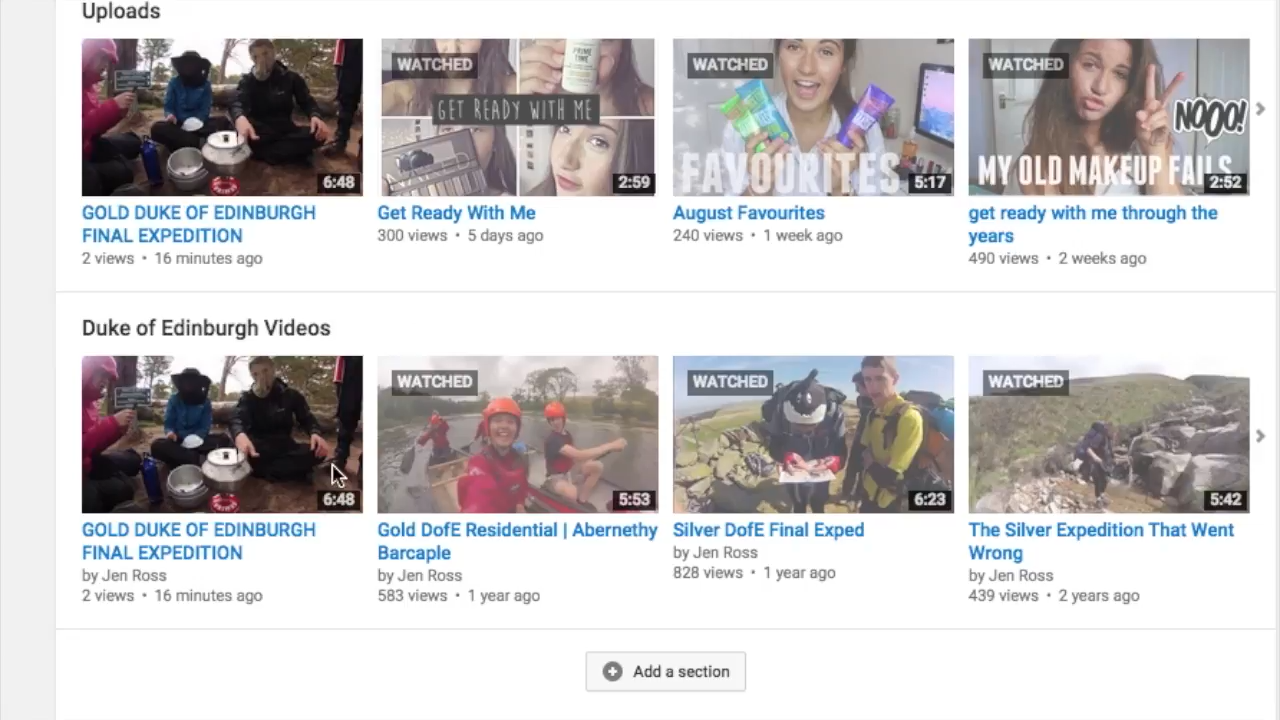 Uploads
WATCHED
WATCHED
WATCHED
GET READY WITH ME
NOOO!
FAVOURITES
MY OLD MAKEUP FAILS
6:48
2:59
5:17
2:52
GOLD DUKE OF EDINBURGH
FINAL EXPEDITION
2 views • 16 minutes ago
Get Ready With Me
300 views • 5 days ago
August Favourites
240 views • 1 week ago
get ready with me through the
years
490 views • 2 weeks ago
Duke of Edinburgh Videos
WATCHED
WATCHED
WATCHED
6:48
5:53
6:23
5:42
GOLD DUKE OF EDINBURGH
FINAL EXPEDITION
by Jen Ross
2 views • 16 minutes ago
Gold DofE Residential | Abernethy
Barcaple
by Jen Ross
583 views • 1 year ago
Silver DofE Final Exped
by Jen Ross
828 views • 1 year ago
The Silver Expedition That Went
Wrong
by Jen Ross
439 views • 2 years ago
Add a section